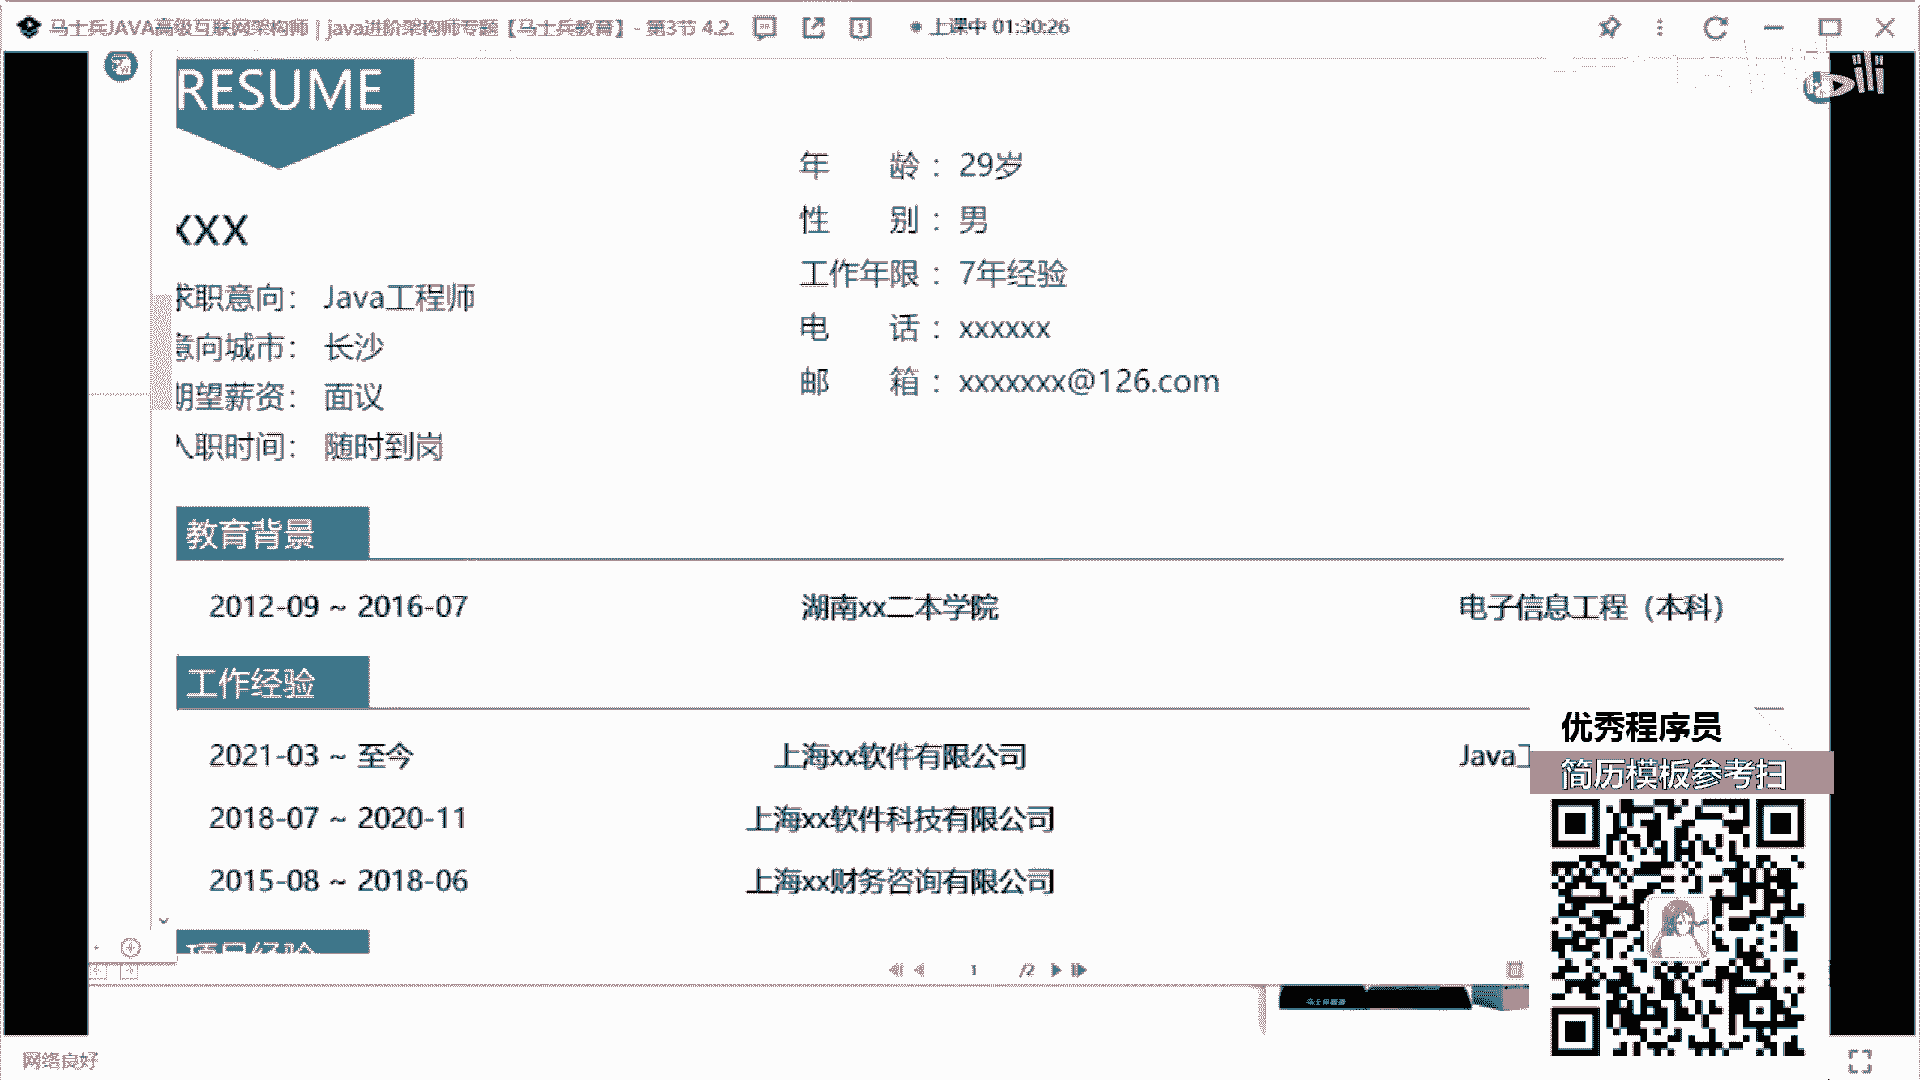 马士兵JAVA高级互联网架构师 | java进阶架构师专题【马士兵教育】 - 第3节 4.2. 上课中 01:30:26
RESUME
XXX
求职意向： Java工程师
意向城市： 长沙
期望薪资： 面议
入职时间： 随时到岗
年 龄 ： 29岁
性 别 ： 男
工作年限 ： 7年经验
电 话 ： xxxxxx
邮 箱 ： xxxxxxx@126.com
教育背景
2012-09 ~ 2016-07 湖南xx二本学院 电子信息工程（本科）
工作经验
2021-03 ~ 至今 上海xx软件有限公司 Java工
2018-07 ~ 2020-11 上海xx软件科技有限公司
2015-08 ~ 2018-06 上海xx财务咨询有限公司
项目经验
优秀程序员
简历模板参考扫
1 /2
网络良好